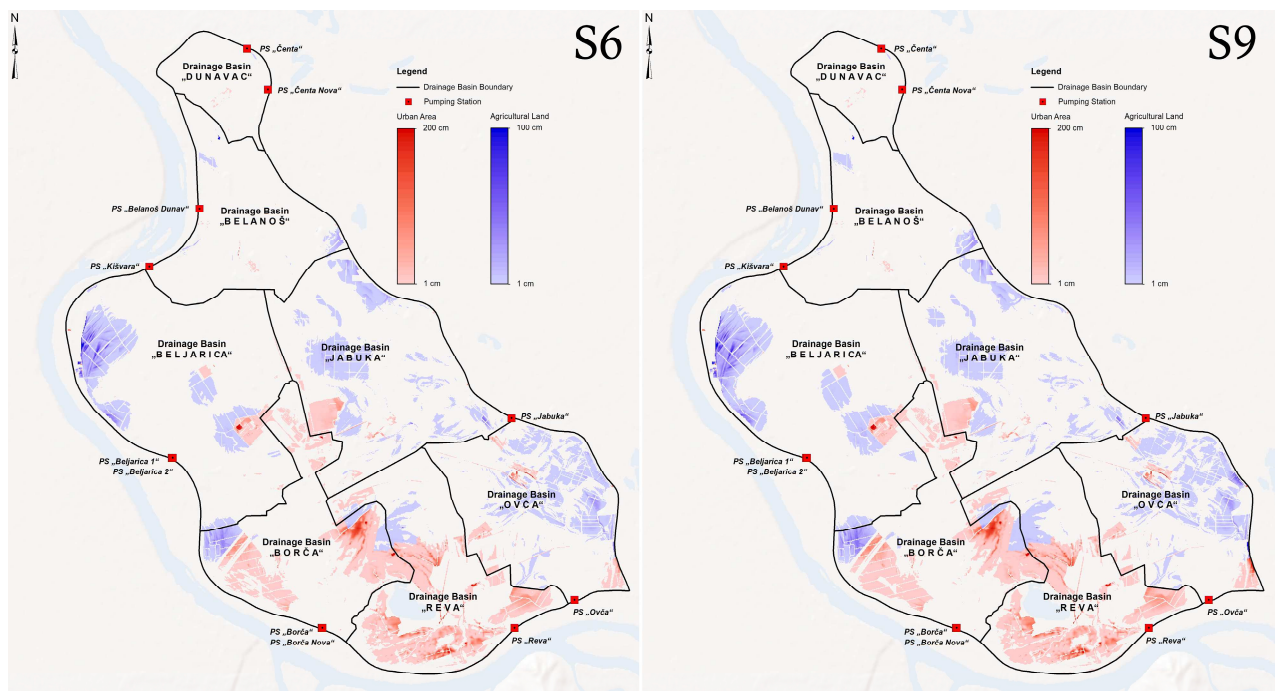 N
S6
PS „Čenta“
Drainage Basin
„DUNAVAC“
PS „Čenta Nova“
Legend
Drainage Basin Boundary
Pumping Station
Urban Area
Agricultural Land
200 cm
100 cm
1 cm
1 cm
PS „Belanoš Dunav“
Drainage Basin
„BELANOŠ“
PS „Kišvara“
Drainage Basin
„BELJARICA“
Drainage Basin
„JABUKA“
PS „Jabuka“
PS „Beljarica 1“
PS „Beljarica 2“
Drainage Basin
„OVČA“
Drainage Basin
„BORČA“
Drainage Basin
„REVA“
PS „Ovča“
PS „Borča“
PS „Borča Nova“
PS „Reva“
N
S9
PS „Čenta“
Drainage Basin
„DUNAVAC“
PS „Čenta Nova“
Legend
Drainage Basin Boundary
Pumping Station
Urban Area
Agricultural Land
200 cm
100 cm
1 cm
1 cm
PS „Belanoš Dunav“
Drainage Basin
„BELANOŠ“
PS „Kišvara“
Drainage Basin
„BELJARICA“
Drainage Basin
„JABUKA“
PS „Jabuka“
PS „Beljarica 1“
PS „Beljarica 2“
Drainage Basin
„OVČA“
Drainage Basin
„BORČA“
Drainage Basin
„REVA“
PS „Ovča“
PS „Borča“
PS „Borča Nova“
PS „Reva“